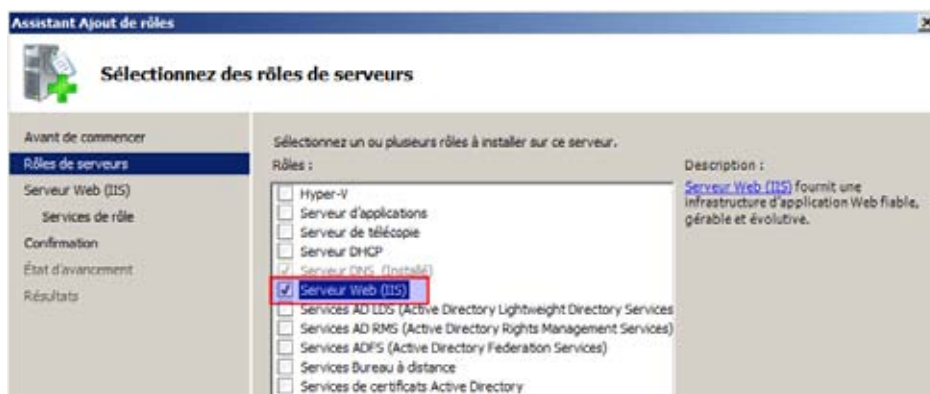 Assistant Ajout de rôles
Sélectionnez des rôles de serveurs
Avant de commencer
Rôles de serveurs
Serveur Web (IIS)
Services de rôle
Confirmation
État d'avancement
Résultats
Sélectionnez un ou plusieurs rôles à installer sur ce serveur.
Rôles :
Hyper-V
Serveur d'applications
Serveur de télécopie
Serveur DHCP
Serveur DNS (Installé)
Serveur Web (IIS)
Services AD LDS (Active Directory Lightweight Directory Services
Services AD RMS (Active Directory Rights Management Services)
Services ADFS (Active Directory Federation Services)
Services Bureau à distance
Services de certificats Active Directory
Description :
Serveur Web (IIS) fournit une
infrastructure d'application Web fiable,
gérable et évolutive.